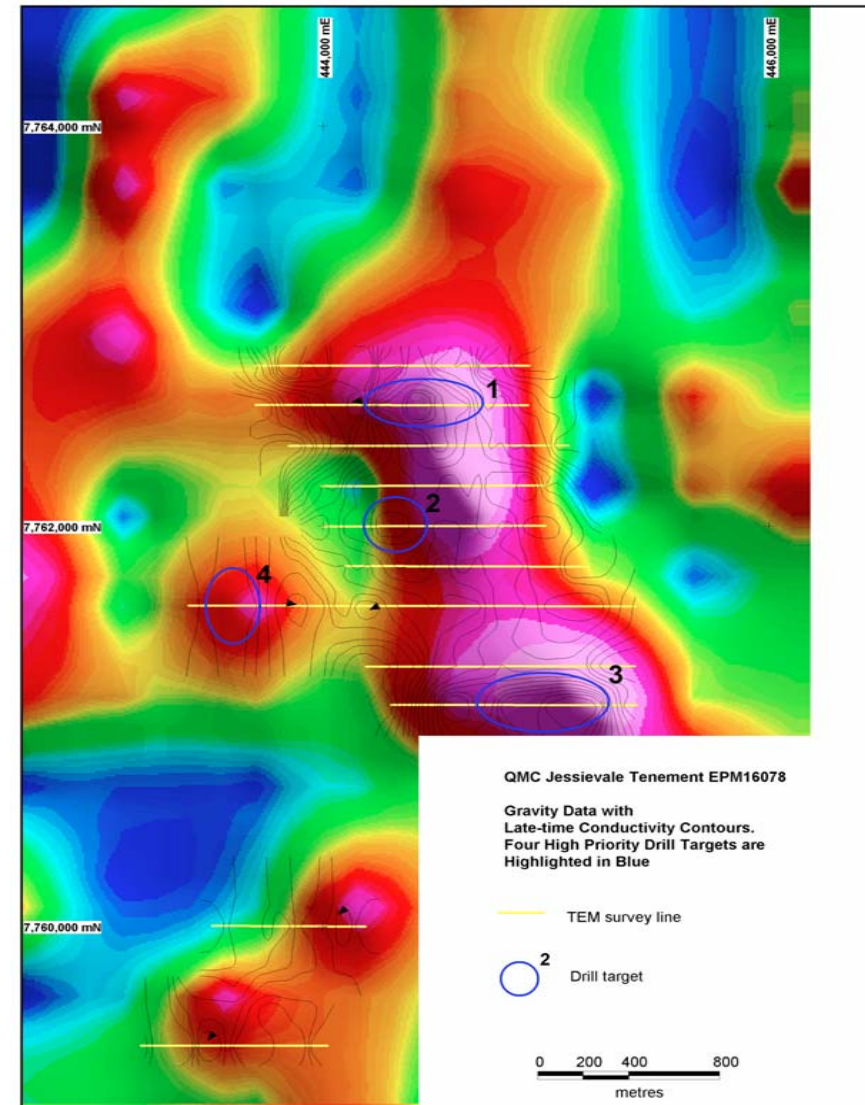 444,000 mE
446,000 mE
7,764,000 mN
1
2
7,762,000 mN
4
3
QMC Jessievale Tenement EPM16078
Gravity Data with
Late-time Conductivity Contours.
Four High Priority Drill Targets are
Highlighted in Blue
7,760,000 mN
TEM survey line
2
Drill target
0 200 400 800
metres